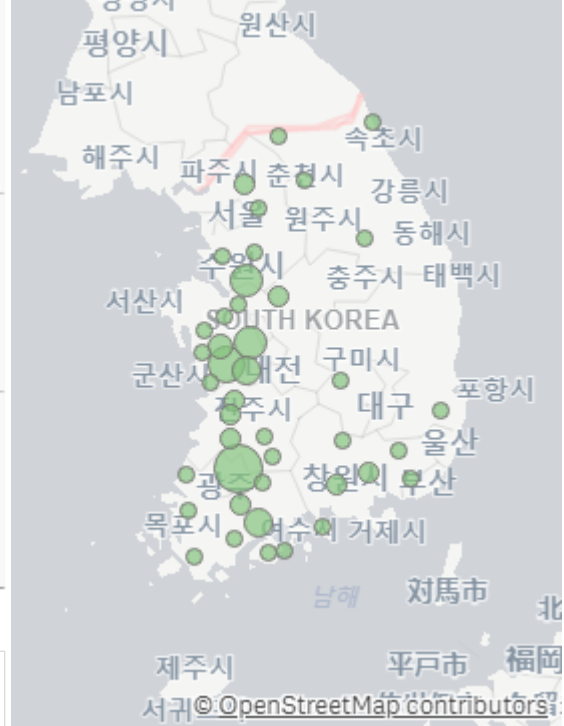 원산시
평양시
남포시
해주시
파주시
속초시
춘천시
강릉시
서울
원주시
동해시
수원시
충주시
태백시
서산시
SOUTH KOREA
군산시
대전
구미시
포항시
전주시
대구
울산
광주
창원시
부산
목포시
여수시
거제시
남해
対馬市
北
제주시
平戸市
福岡
서귀
© OpenStreetMap contributors